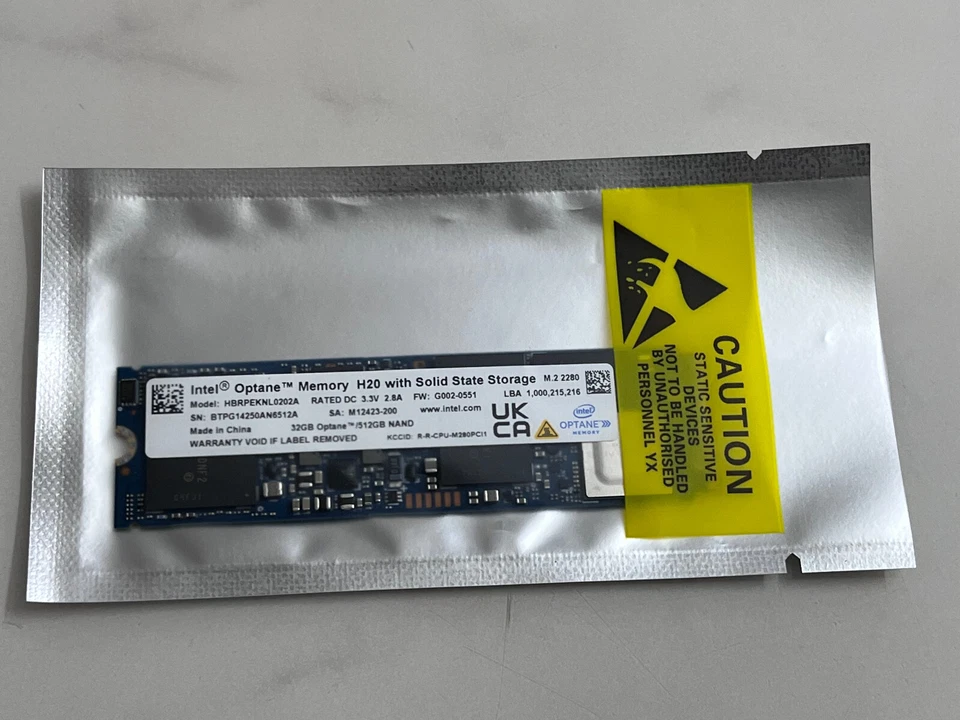 Intel® Optane™ Memory H20 with Solid State Storage M.2 2280
Model: HBRPEKNL0202A RATED DC 3.3V 2.8A FW: G002-0551 LBA 1,000,215,216
SN: BTPG14250AN6512A SA: M12423-200 www.intel.com
Made in China 32GB Optane™/512GB NAND
WARRANTY VOID IF LABEL REMOVED KCCID: R-R-CPU-M280PCI1
UK
CA
intel
OPTANE
MEMORY
CAUTION
STATIC SENSITIVE
DEVICES
NOT TO BE HANDLED
BY UNAUTHORISED
PERSONNEL YX